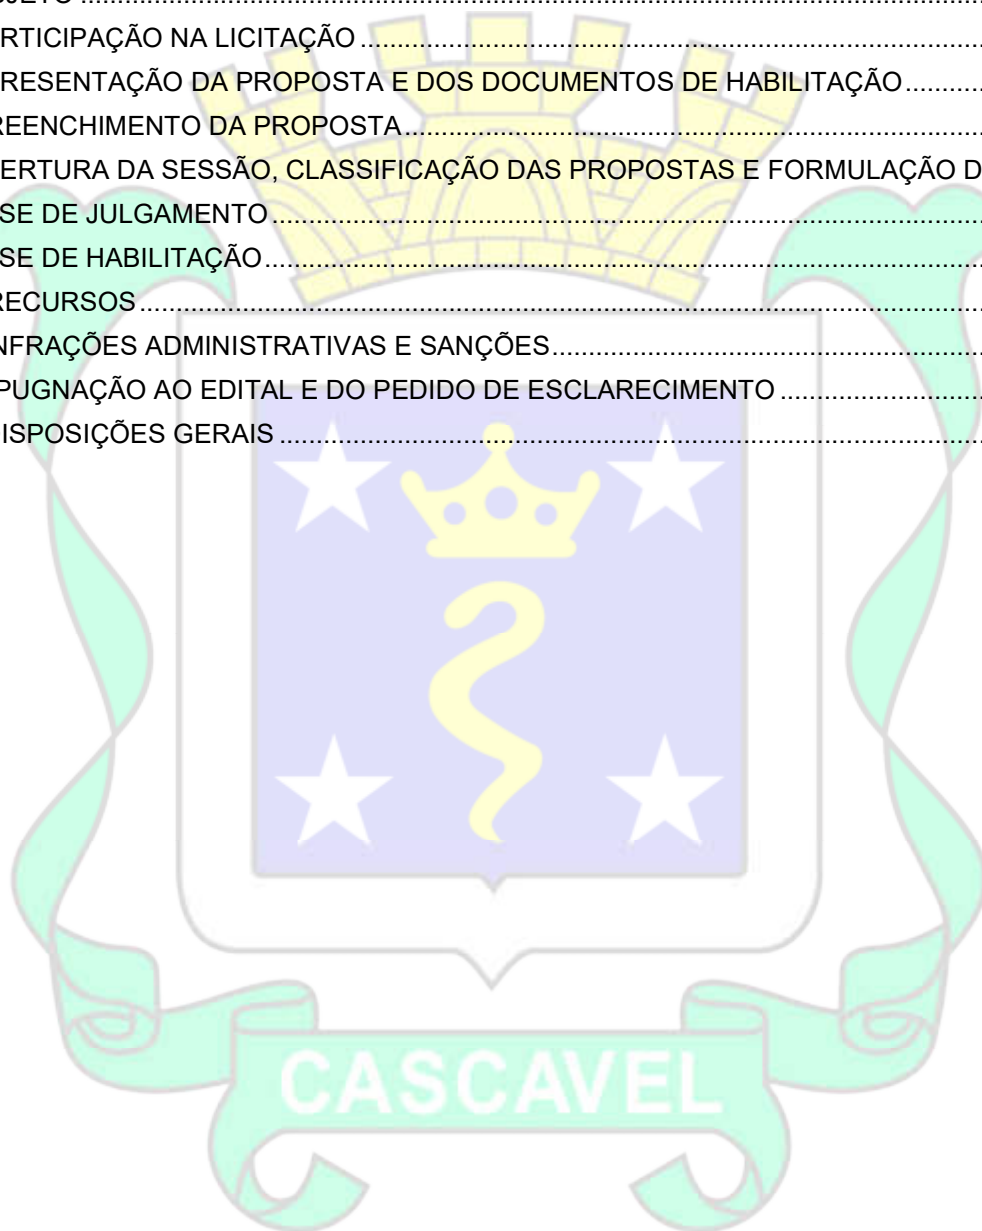 JETO ..........................................................................................
RTICIPAÇÃO NA LICITAÇÃO ..........................................................................................
RESENTAÇÃO DA PROPOSTA E DOS DOCUMENTOS DE HABILITAÇÃO ...........
REENCHIMENTO DA PROPOSTA ..........................................................................................
ERTURA DA SESSÃO, CLASSIFICAÇÃO DAS PROPOSTAS E FORMULAÇÃO D
SE DE JULGAMENTO ..........................................................................................
SE DE HABILITAÇÃO ..........................................................................................
RECURSOS ..........................................................................................
NFRAÇÕES ADMINISTRATIVAS E SANÇÕES ..........................................................................................
PUGNAÇÃO AO EDITAL E DO PEDIDO DE ESCLARECIMENTO ............................
ISPOSIÇÕES GERAIS ..........................................................................................
CASCAVEL